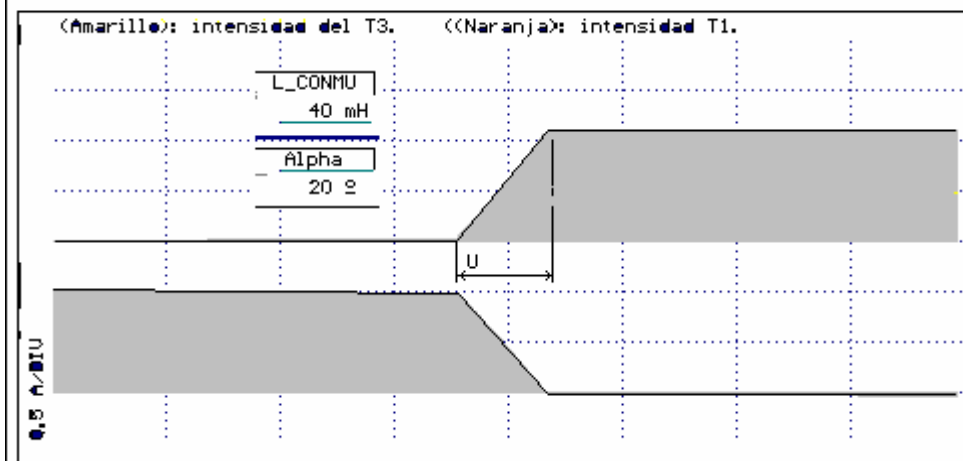 (Amarillo): intensidad del T3. ((Naranja): intensidad T1.
L_CONMU
40 mH
Alpha
20 º
U
0.5 A/DIV